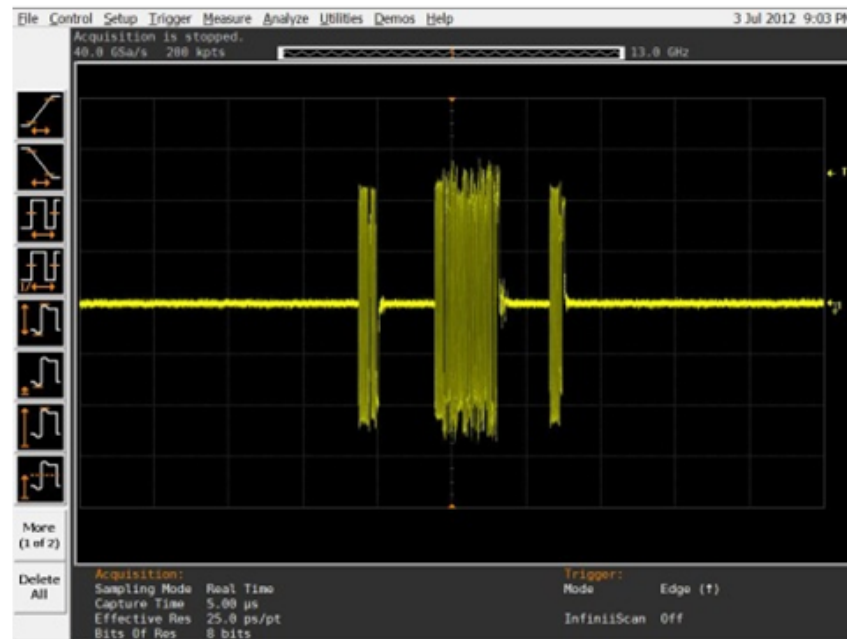 File Control Setup Trigger Measure Analyze Utilities Demos Help
3 Jul 2012 9:03 PM
Acquisition is stopped.
40.0 GSa/s 200 kpts
13.0 GHz
T
More
(1 of 2)
Delete
All
Acquisition:
Sampling Mode Real Time
Capture Time 5.00 µs
Effective Res 25.0 ps/pt
Bits Of Res 8 bits
Trigger:
Mode Edge (↑)
InfiniiScan Off